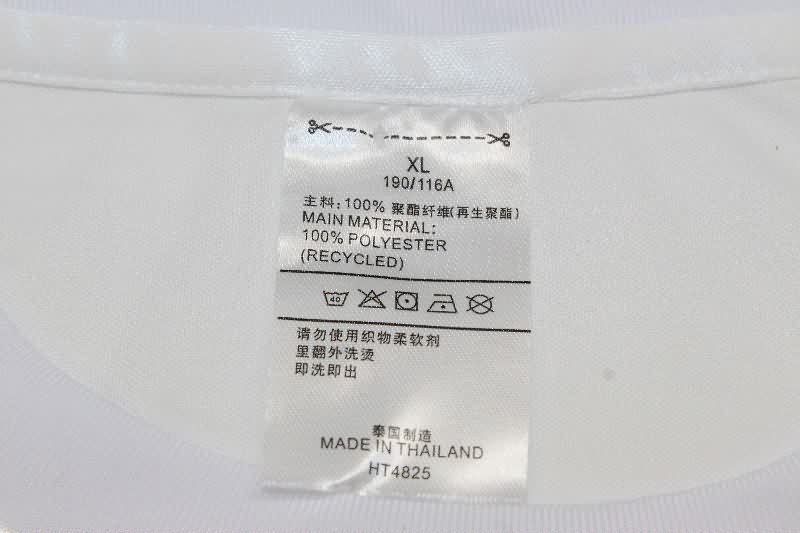 XL
190/116A
主料：100% 聚酯纤维(再生聚酯)
MAIN MATERIAL:
100% POLYESTER
(RECYCLED)
40
请勿使用织物柔软剂
里翻外洗烫
即洗即出
泰国制造
MADE IN THAILAND
HT4825